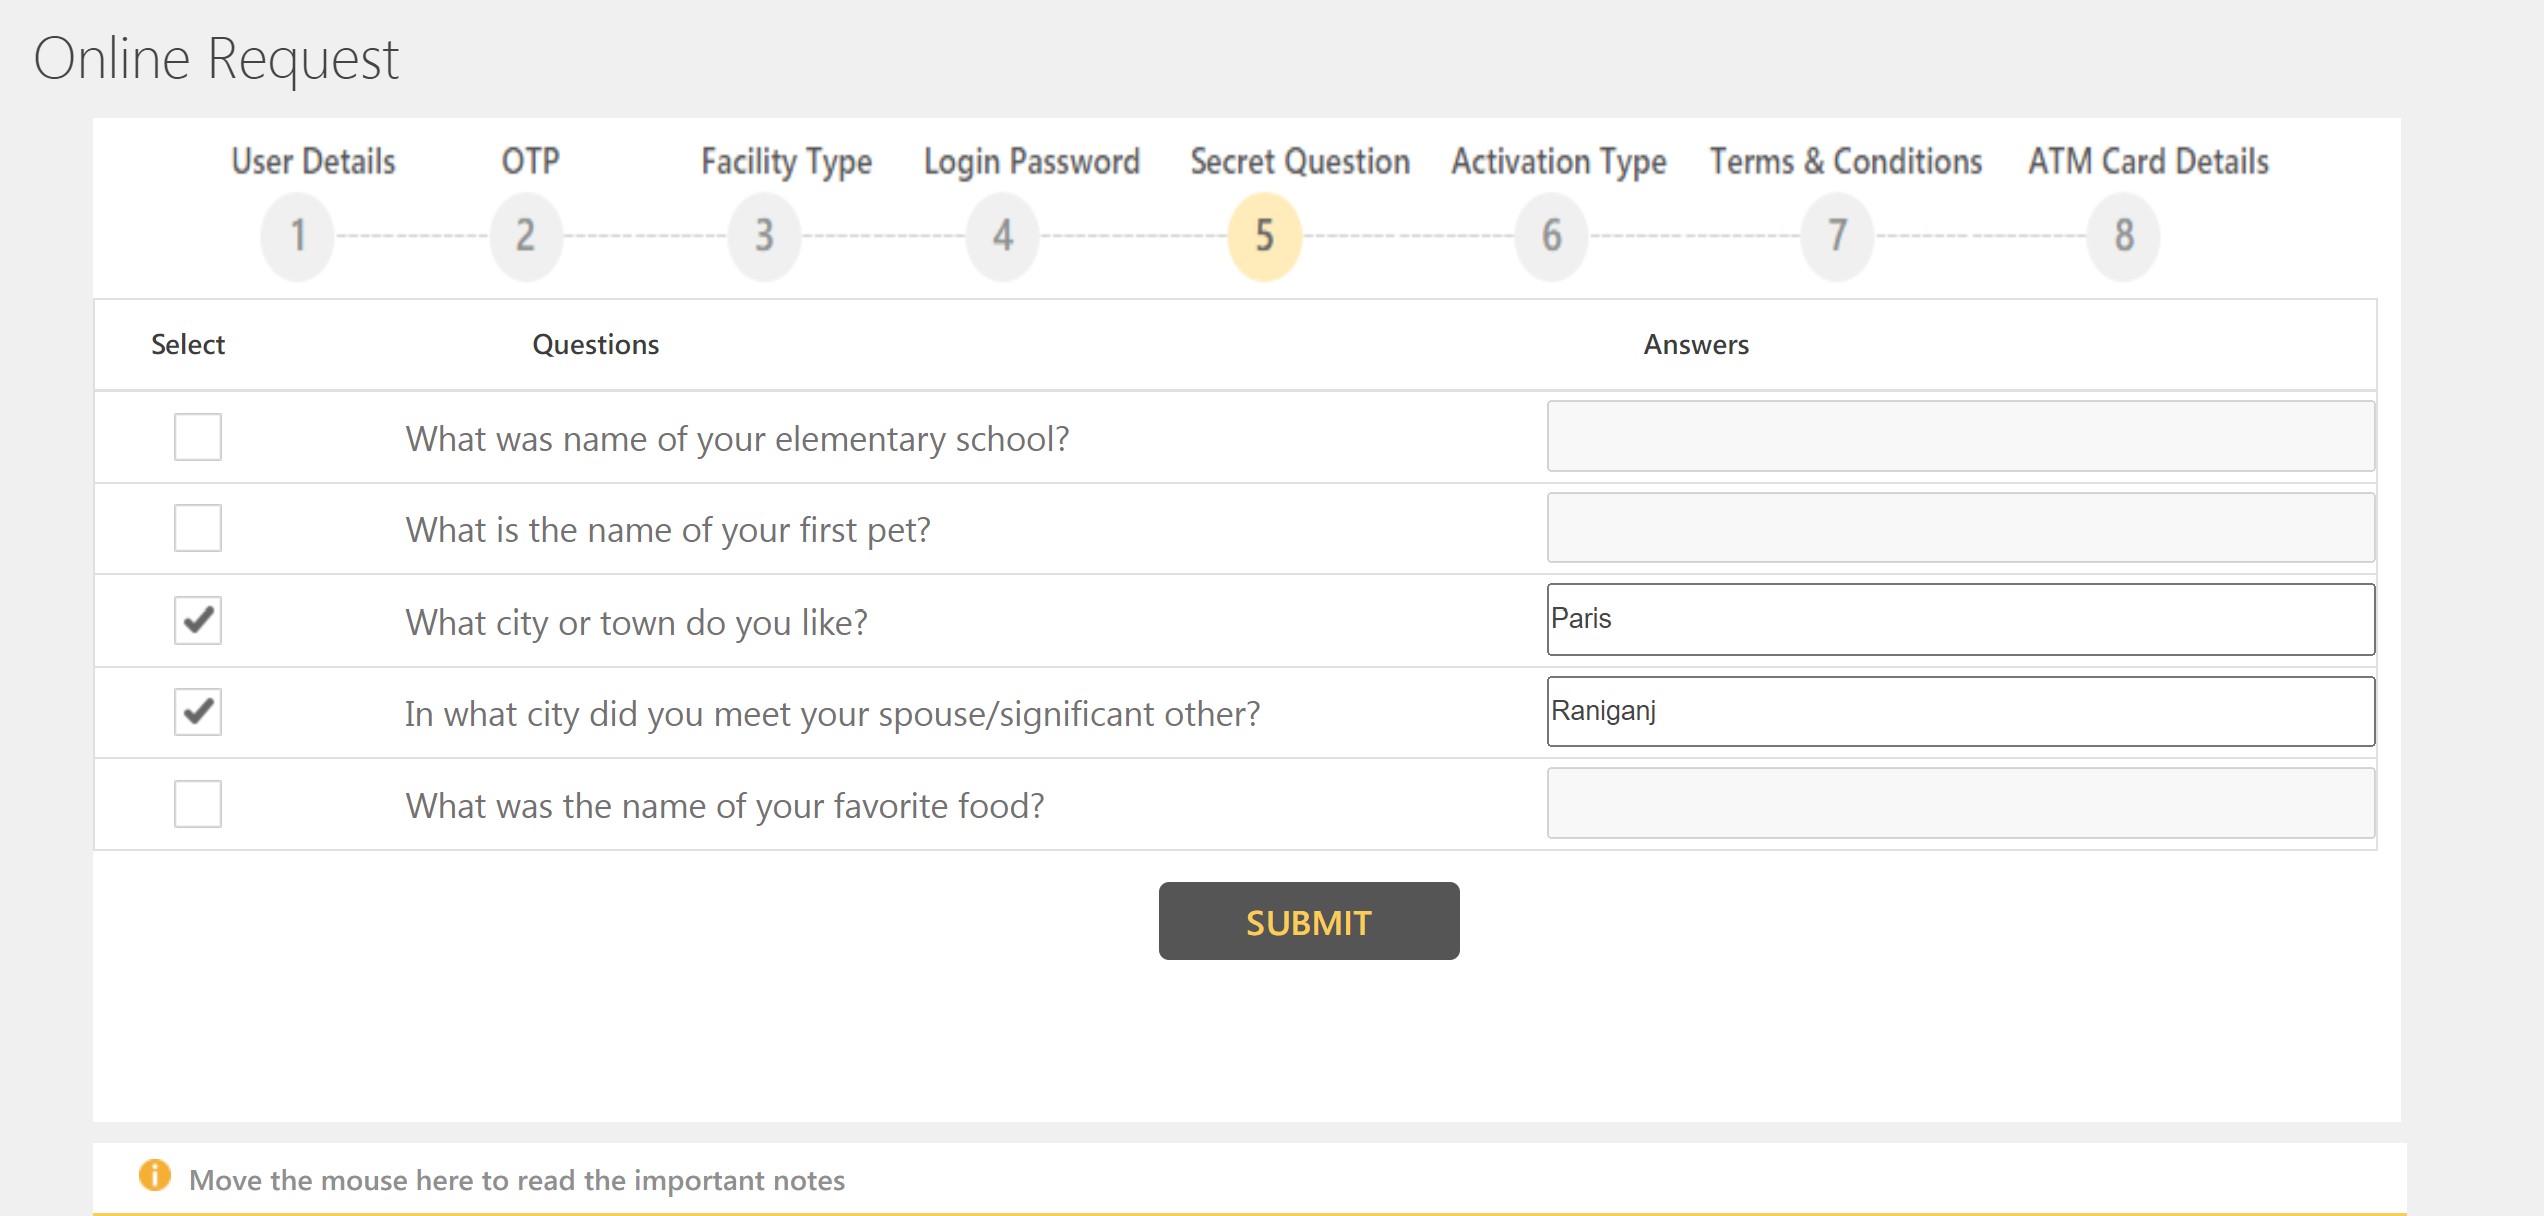 Online Request
User Details OTP Facility Type Login Password Secret Question Activation Type Terms & Conditions ATM Card Details
1 2 3 4 5 6 7 8
Select Questions Answers
What was name of your elementary school?
What is the name of your first pet?
What city or town do you like? Paris
In what city did you meet your spouse/significant other? Raniganj
What was the name of your favorite food?
SUBMIT
Move the mouse here to read the important notes